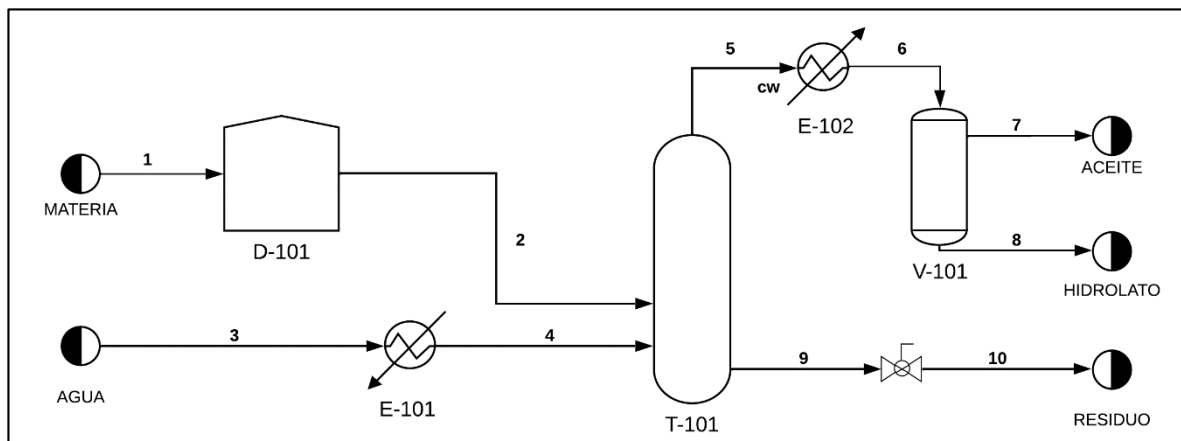 5
6
cw
E-102
1
7
MATERIA
ACEITE
D-101
2
8
V-101
HIDROLATO
3
4
9
10
AGUA
E-101
T-101
RESIDUO